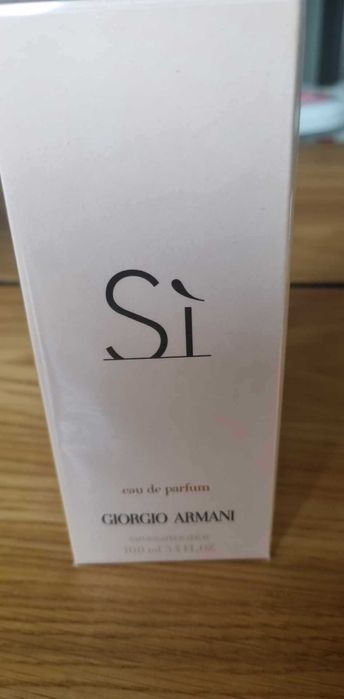 Sì
eau de parfum
GIORGIO ARMANI
100 ml 3.4 FL.OZ